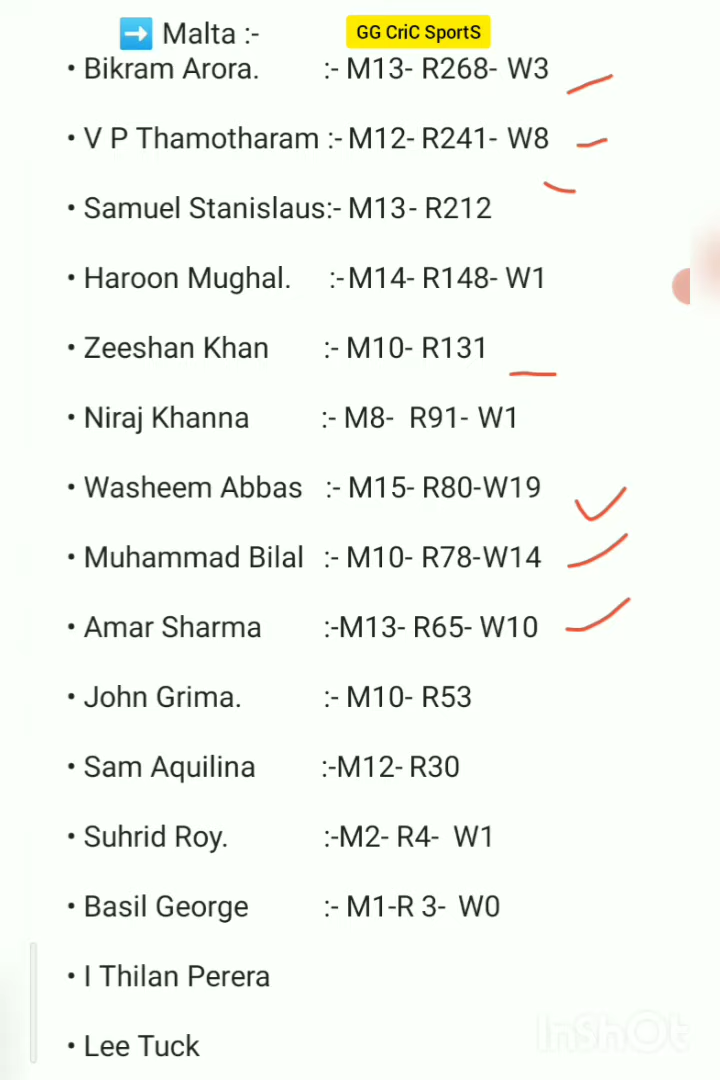 ➡ Malta :-
GG CriC SportS
• Bikram Arora. :- M13- R268- W3
• V P Thamotharam :- M12- R241- W8
• Samuel Stanislaus:- M13- R212
• Haroon Mughal. :- M14- R148- W1
• Zeeshan Khan :- M10- R131
• Niraj Khanna :- M8- R91- W1
• Washeem Abbas :- M15- R80-W19
• Muhammad Bilal :- M10- R78-W14
• Amar Sharma :-M13- R65- W10
• John Grima. :- M10- R53
• Sam Aquilina :-M12- R30
• Suhrid Roy. :-M2- R4- W1
• Basil George :- M1-R 3- W0
• I Thilan Perera
• Lee Tuck
InShOt